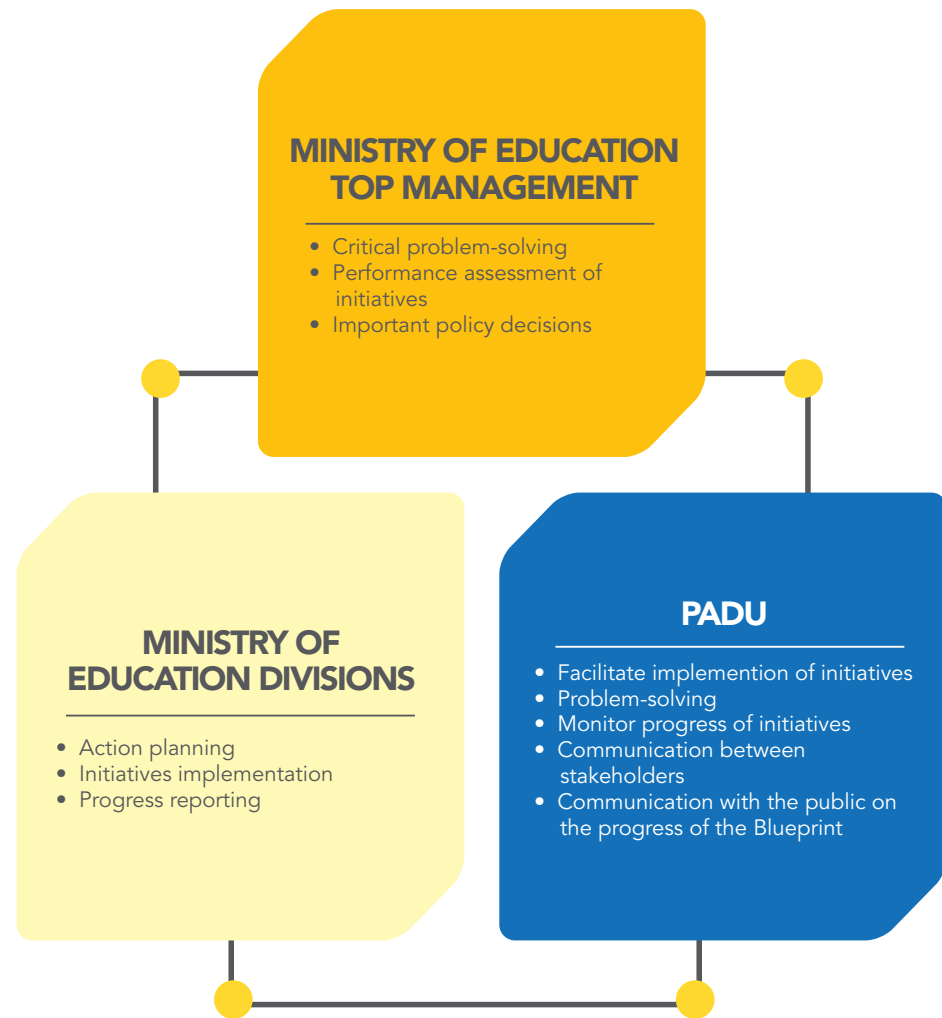 MINISTRY OF EDUCATION
TOP MANAGEMENT
• Critical problem-solving
• Performance assessment of
initiatives
• Important policy decisions
MINISTRY OF
EDUCATION DIVISIONS
• Action planning
• Initiatives implementation
• Progress reporting
PADU
• Facilitate implemention of initiatives
• Problem-solving
• Monitor progress of initiatives
• Communication between
stakeholders
• Communication with the public on
the progress of the Blueprint